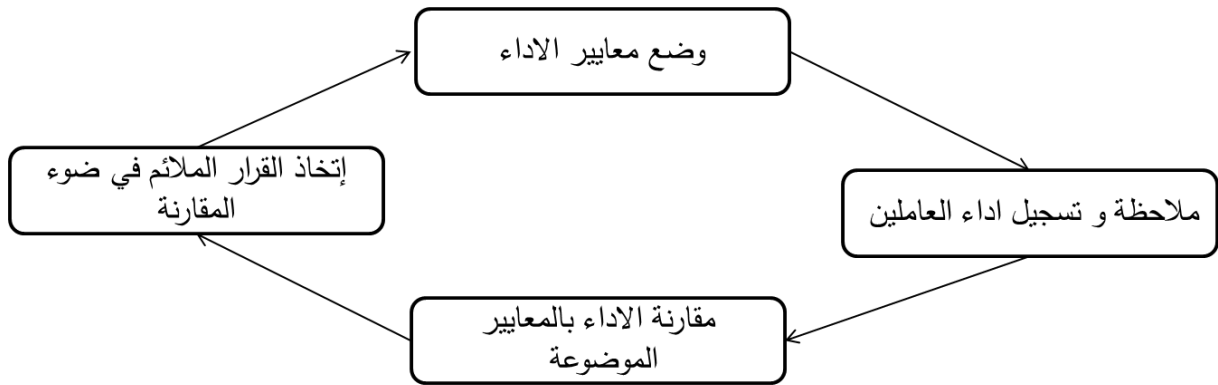 وضع معايير الاداء
ملاحظة و تسجيل اداء العاملين
مقارنة الاداء بالمعايير
الموضوعة
إتخاذ القرار الملائم في ضوء
المقارنة